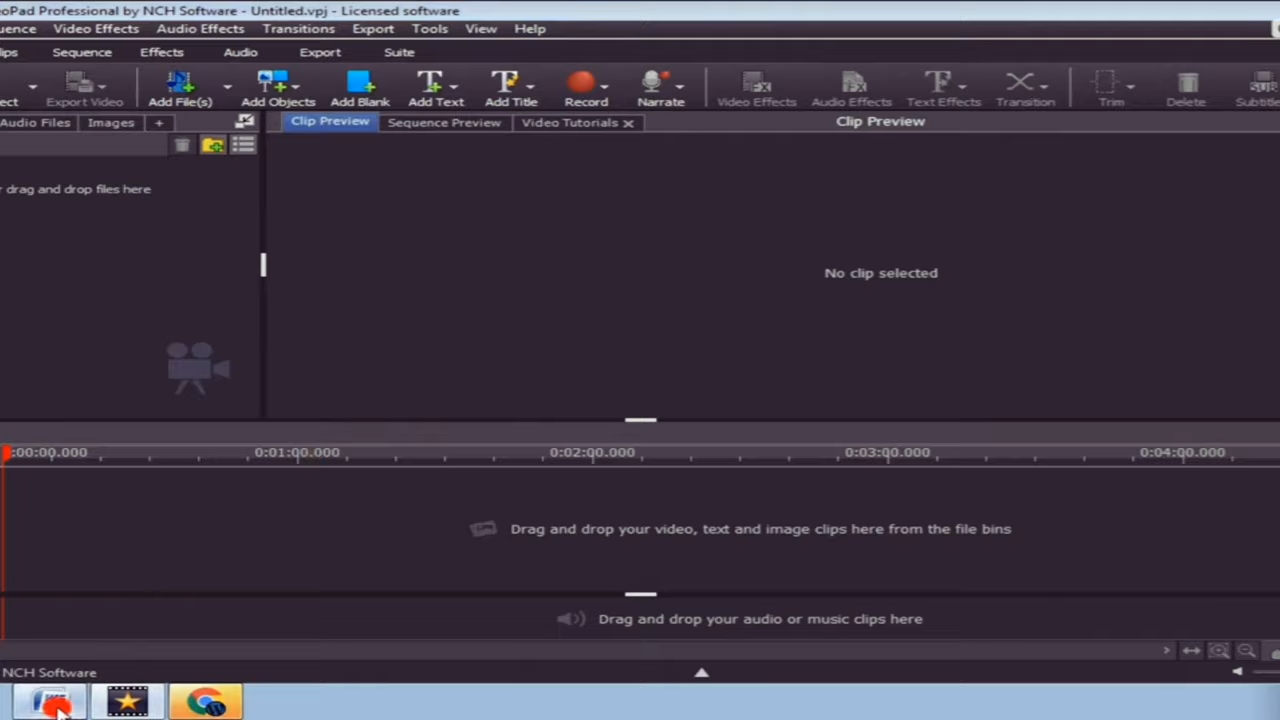 oPad Professional by NCH Software - Untitled.vpj - Licensed software
uence Video Effects Audio Effects Transitions Export Tools View Help
ips Sequence Effects Audio Export Suite
ect Export Video Add File(s) Add Objects Add Blank Add Text Add Title Record Narrate Video Effects Audio Effects Text Effects Transition Trim Delete Subtitle
Audio Files Images + Clip Preview Sequence Preview Video Tutorials Clip Preview
r drag and drop files here
No clip selected
:00:00.000 0:01:00.000 0:02:00.000 0:03:00.000 0:04:00.000
Drag and drop your video, text and image clips here from the file bins
Drag and drop your audio or music clips here
NCH Software